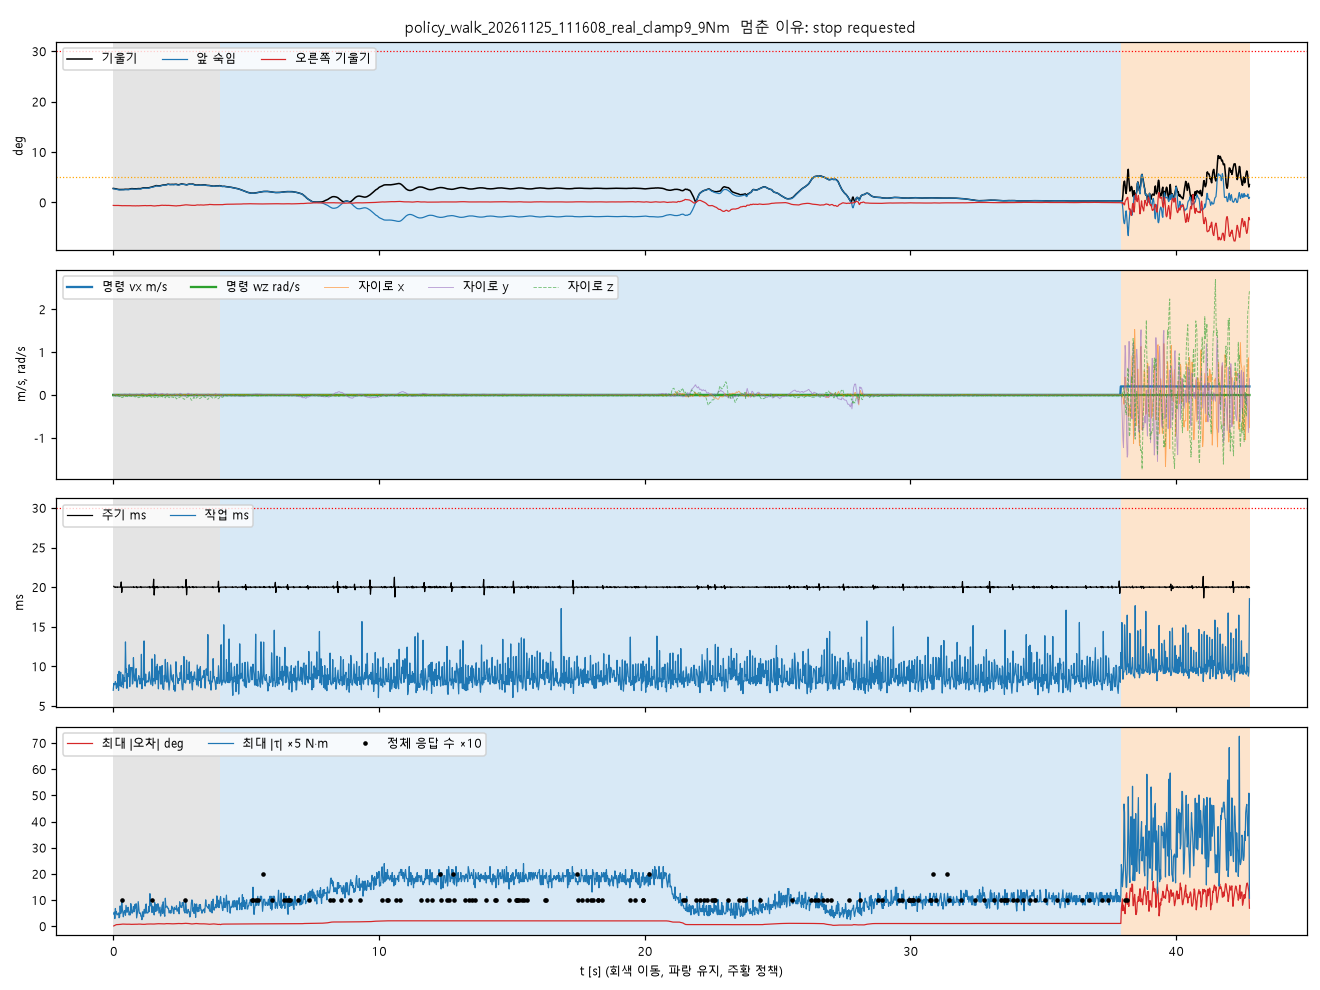 policy_walk_20261125_111608_real_clamp9_9Nm 멈춘 이유: stop requested
기울기 앞 숙임 오른쪽 기울기
30
20
10
0
deg
명령 vx m/s 명령 wz rad/s 자이로 x 자이로 y 자이로 z
2
1
0
-1
m/s, rad/s
주기 ms 작업 ms
30
25
20
15
10
5
ms
최대 |오차| deg 최대 |τ| ×5 N·m 정체 응답 수 ×10
70
60
50
40
30
20
10
0
0 10 20 30 40
t [s] (회색 이동, 파랑 유지, 주황 정책)